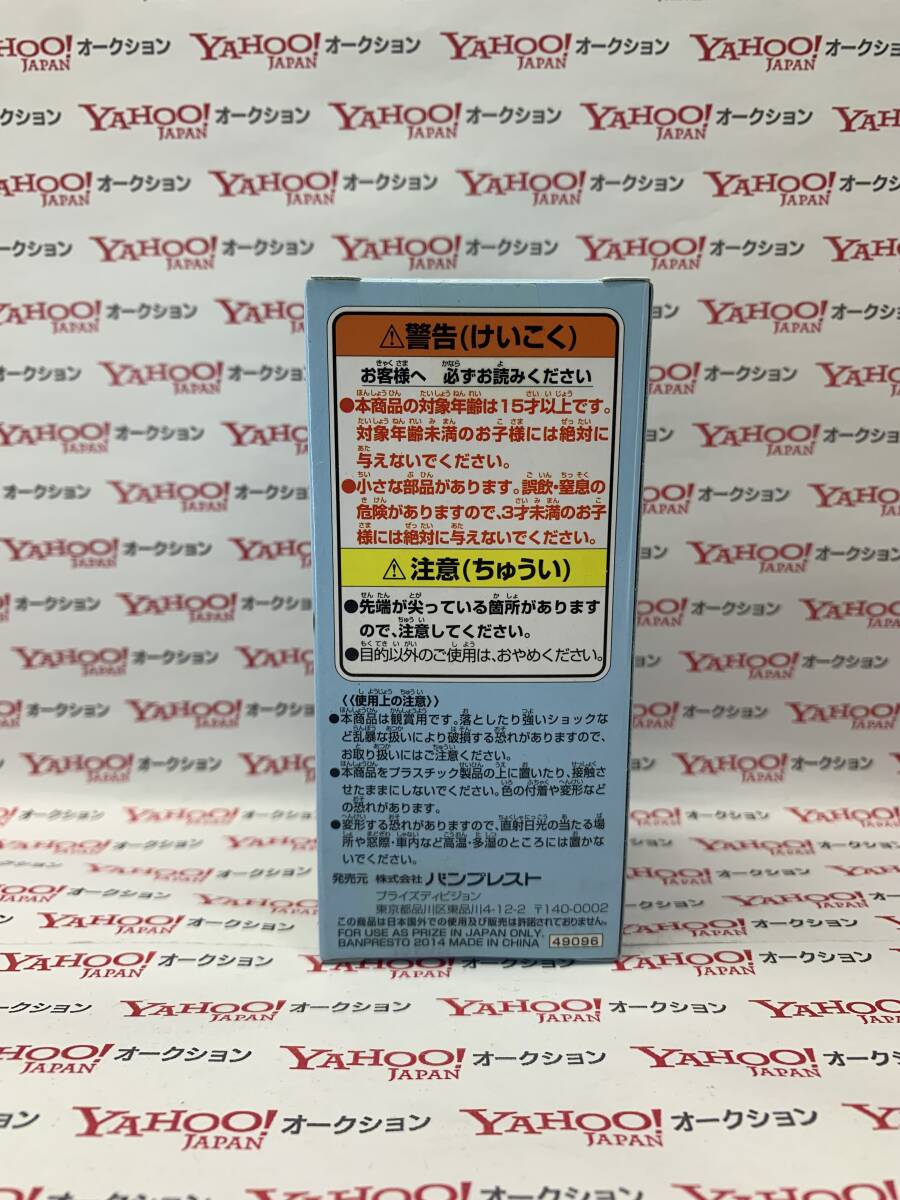 ⚠警告(けいこく)
お客様へ 必ずお読みください
●本商品の対象年齢は15才以上です。
対象年齢未満のお子様には絶対に
与えないでください。
●小さな部品があります。誤飲・窒息の
危険がありますので、3才未満のお子
様には絶対に与えないでください。
⚠注意(ちゅうい)
●先端が尖っている箇所があります
ので、注意してください。
●目的以外のご使用は、おやめください。
《使用上の注意》
●本商品は観賞用です。落としたり強いショックな
ど乱暴な扱いにより破損する恐れがありますので、
お取り扱いにはご注意ください。
●本商品をプラスチック製品の上に置いたり、接触さ
せたままにしないでください。色の付着や変形など
の恐れがあります。
●変形する恐れがありますので、直射日光の当たる場
所や窓際・車内など高温・多湿のところには置かな
いでください。
発売元 株式会社 バンプレスト
プライズディビジョン
東京都品川区東品川4-12-2 〒140-0002
この商品は日本国外での使用及び販売は許諾されておりません。
FOR USE AS PRIZE IN JAPAN ONLY.
BANPRESTO 2014 MADE IN CHINA 49096
YAHOO! JAPAN オークション